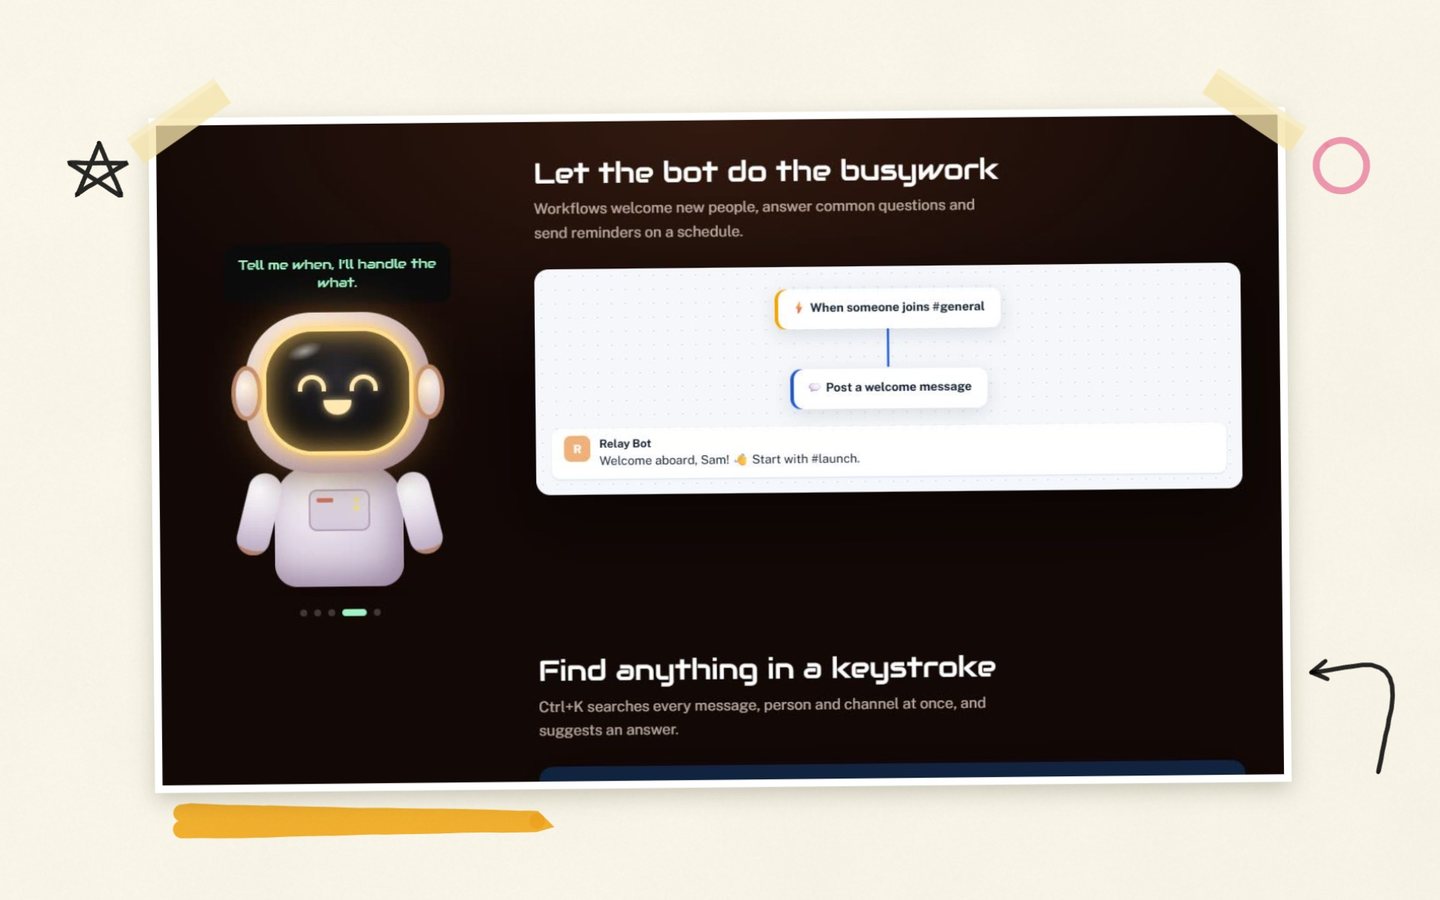 Let the bot do the busywork
Workflows welcome new people, answer common questions and
send reminders on a schedule.
Tell me when, I'll handle the
what.
When someone joins #general
Post a welcome message
R
Relay Bot
Welcome aboard, Sam! 👋 Start with #launch.
Find anything in a keystroke
Ctrl+K searches every message, person and channel at once, and
suggests an answer.